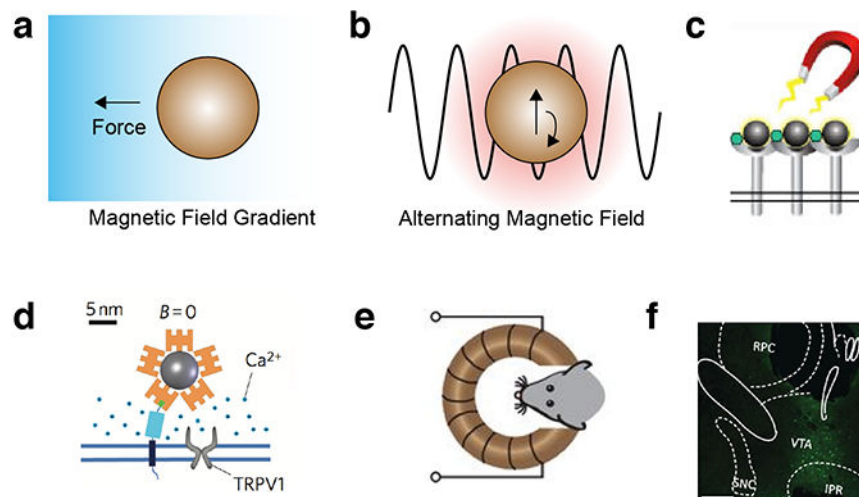 a
b
c
Force
Magnetic Field Gradient
Alternating Magnetic Field
d
5 nm
B = 0
Ca²⁺
TRPV1
e
f
RPC
VTA
SNC
IPR